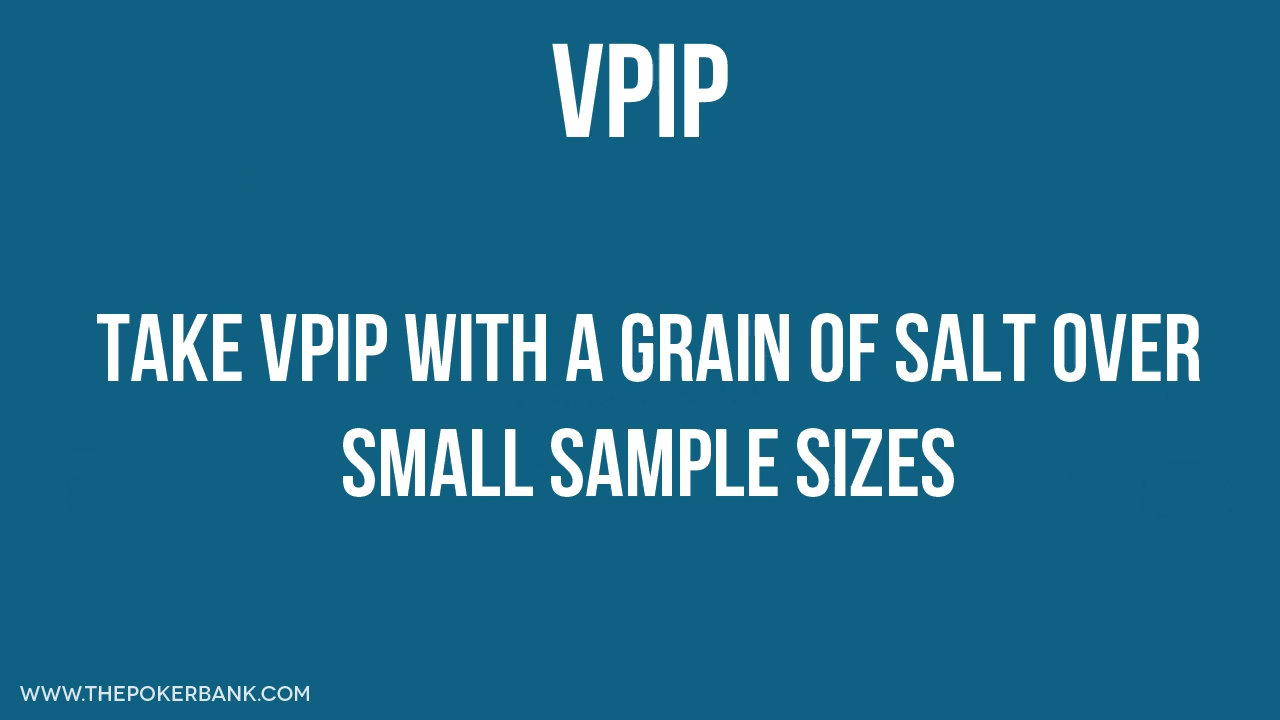 VPIP
TAKE VPIP WITH A GRAIN OF SALT OVER
SMALL SAMPLE SIZES
WWW.THEPOKERBANK.COM